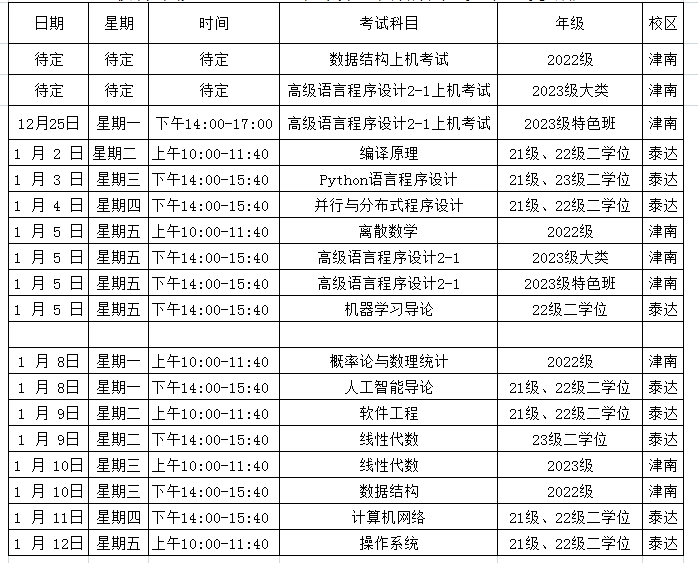 日期 星期 时间 考试科目 年级 校区
待定 待定 待定 数据结构上机考试 2022级 津南
待定 待定 待定 高级语言程序设计2-1上机考试 2023级大类 津南
12月25日 星期一 下午14:00-17:00 高级语言程序设计2-1上机考试 2023级特色班 津南
1 月 2 日 星期二 上午10:00-11:40 编译原理 21级、22级二学位 泰达
1 月 3 日 星期三 下午14:00-15:40 Python语言程序设计 21级、23级二学位 泰达
1 月 4 日 星期四 下午14:00-15:40 并行与分布式程序设计 21级、22级二学位 泰达
1 月 5 日 星期五 上午10:00-11:40 离散数学 2022级 津南
1 月 5 日 星期五 下午14:00-15:40 高级语言程序设计2-1 2023级大类 津南
1 月 5 日 星期五 下午14:00-15:40 高级语言程序设计2-1 2023级特色班 津南
1 月 5 日 星期五 下午14:00-15:40 机器学习导论 22级二学位 泰达
1 月 8日 星期一 上午10:00-11:40 概率论与数理统计 2022级 津南
1 月 8日 星期一 下午14:00-15:40 人工智能导论 21级、22级二学位 泰达
1 月 9日 星期二 上午10:00-11:40 软件工程 21级、22级二学位 泰达
1 月 9日 星期二 下午14:00-15:40 线性代数 23级二学位 泰达
1 月 10日 星期三 上午10:00-11:40 线性代数 2023级 津南
1 月 10日 星期三 下午14:00-15:40 数据结构 2022级 津南
1 月 11日 星期四 下午14:00-15:40 计算机网络 21级、22级二学位 泰达
1 月 12日 星期五 上午10:00-11:40 操作系统 21级、22级二学位 泰达